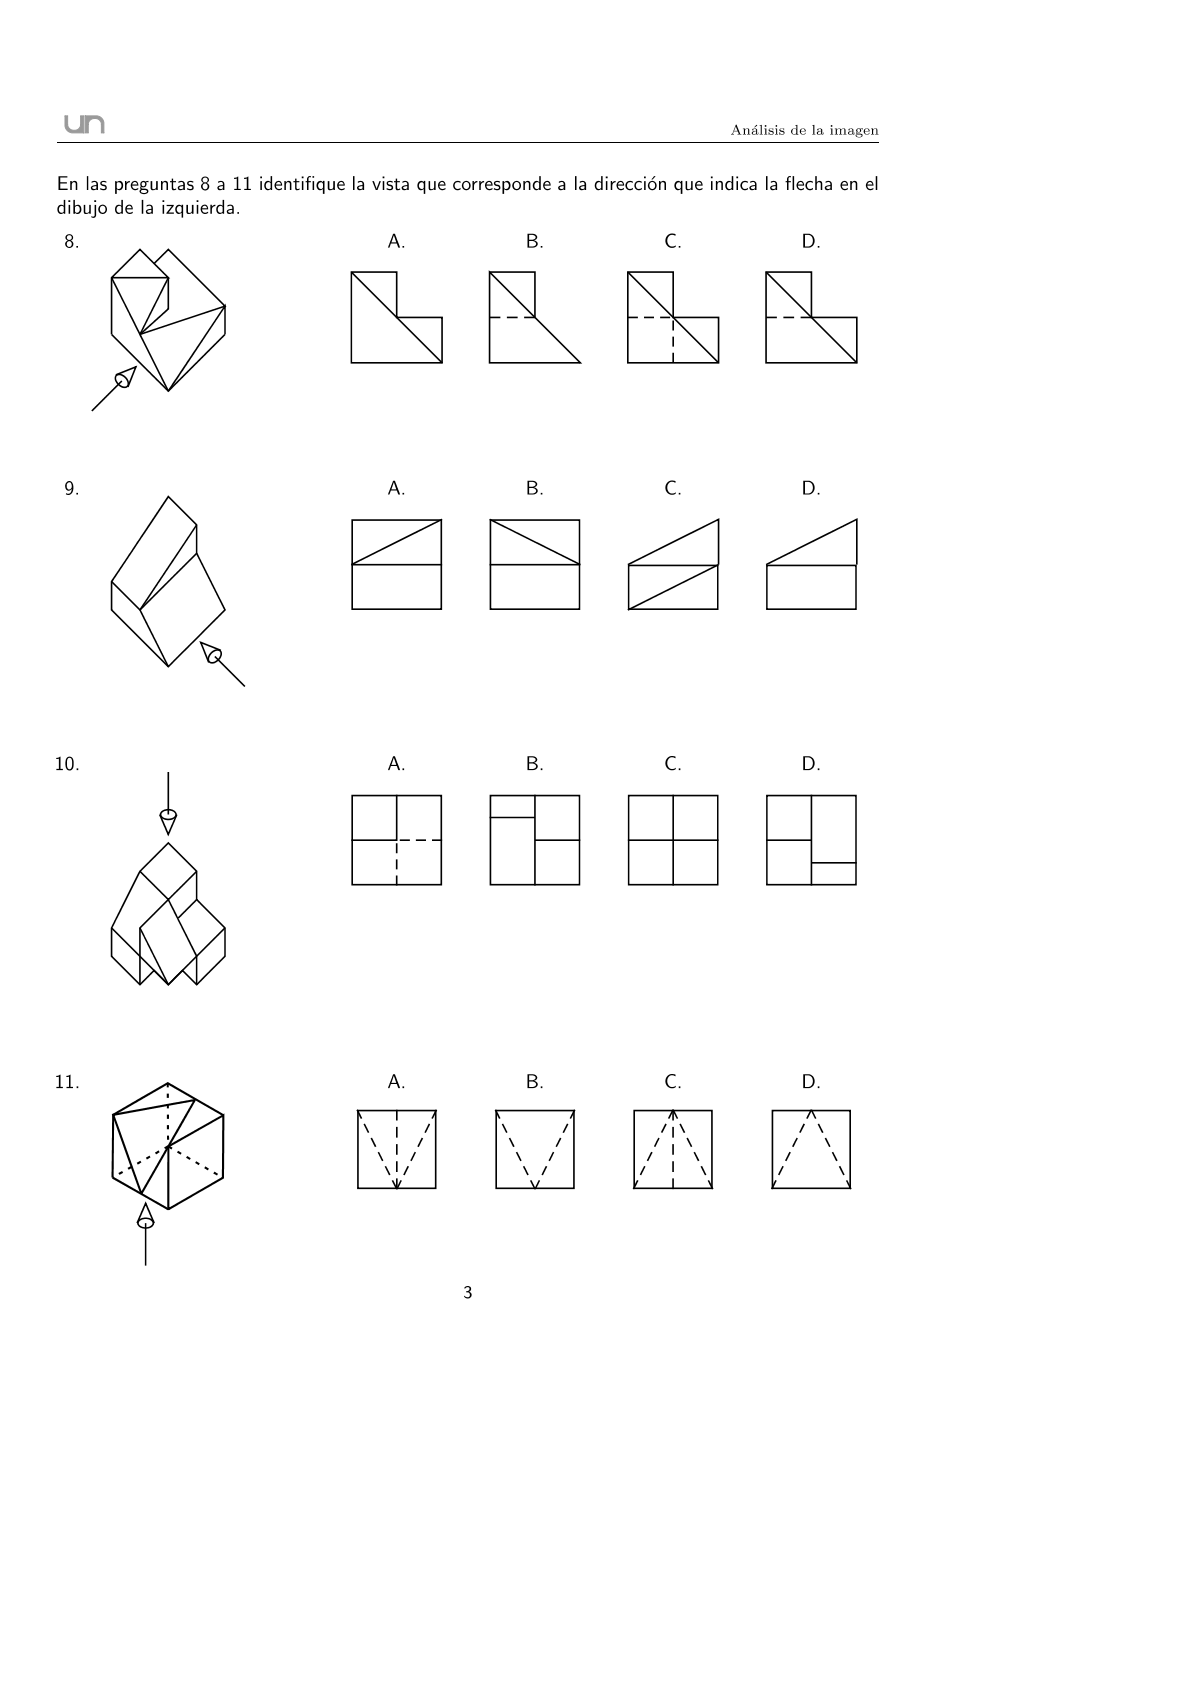 un
Análisis de la imagen
En las preguntas 8 a 11 identifique la vista que corresponde a la dirección que indica la flecha en el
dibujo de la izquierda.
8. A. B. C. D.
9. A. B. C. D.
10. A. B. C. D.
11. A. B. C. D.
3